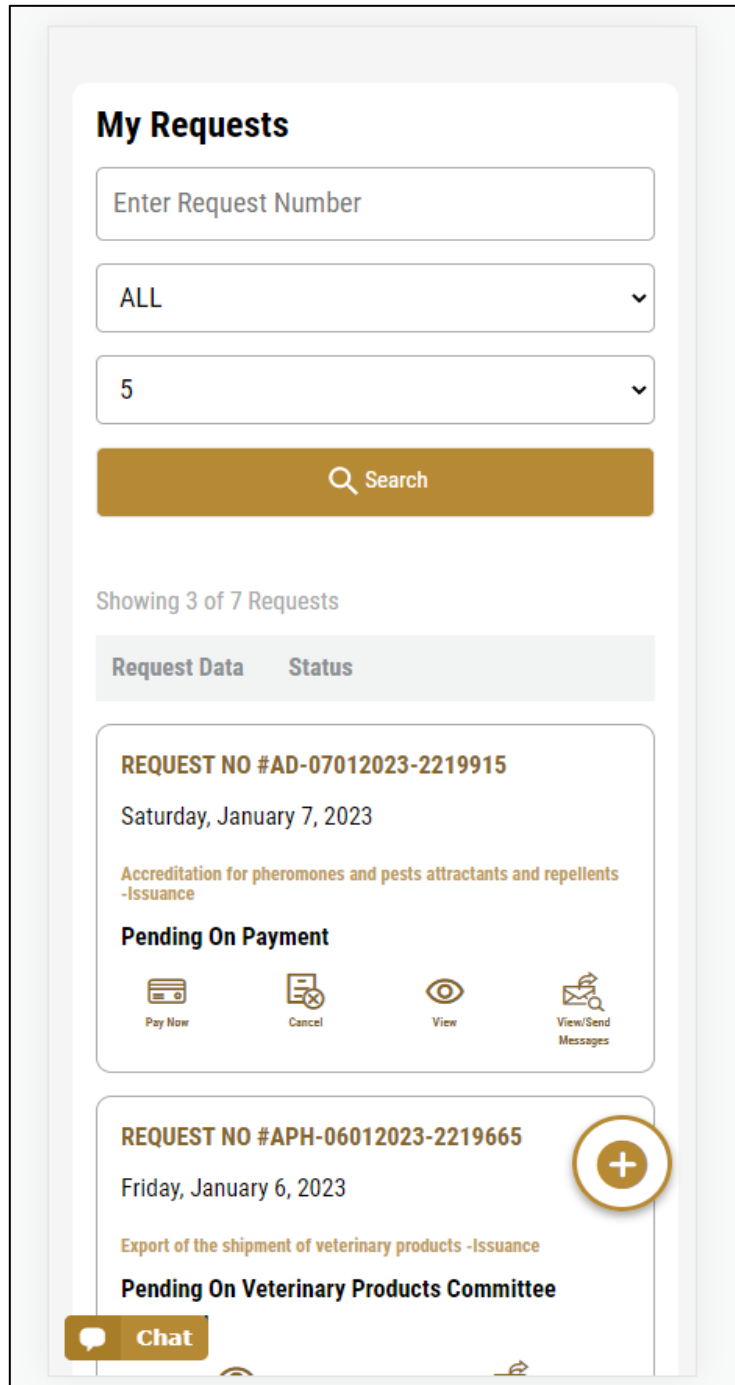 My Requests
Enter Request Number
ALL
5
Search
Showing 3 of 7 Requests
Request Data Status
REQUEST NO #AD-07012023-2219915
Saturday, January 7, 2023
Accreditation for pheromones and pests attractants and repellents
-Issuance
Pending On Payment
Pay Now Cancel View View/Send
Messages
REQUEST NO #APH-06012023-2219665
Friday, January 6, 2023
Export of the shipment of veterinary products -Issuance
Pending On Veterinary Products Committee
Chat